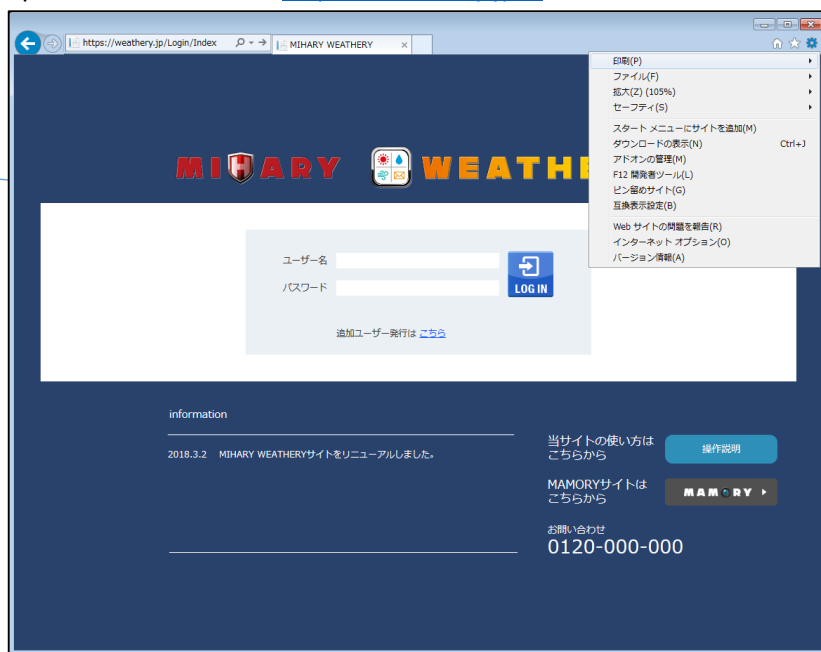 https://weathery.jp/Login/Index
MIHARY WEATHERY
印刷(P)
ファイル(F)
拡大(Z) (105%)
セーフティ(S)
スタート メニューにサイトを追加(M)
ダウンロードの表示(N) Ctrl+J
アドオンの管理(M)
F12 開発者ツール(L)
ピン留めサイト(G)
互換表示設定(B)
Web サイトの問題を報告(R)
インターネット オプション(O)
バージョン情報(A)
MIHARY WEATH
ユーザー名
パスワード
LOG IN
追加ユーザー発行は こちら
information
2018.3.2 MIHARY WEATHERYサイトをリニューアルしました。
当サイトの使い方は
こちらから
操作説明
MAMORYサイトは
こちらから
MAMORY
お問い合わせ
0120-000-000